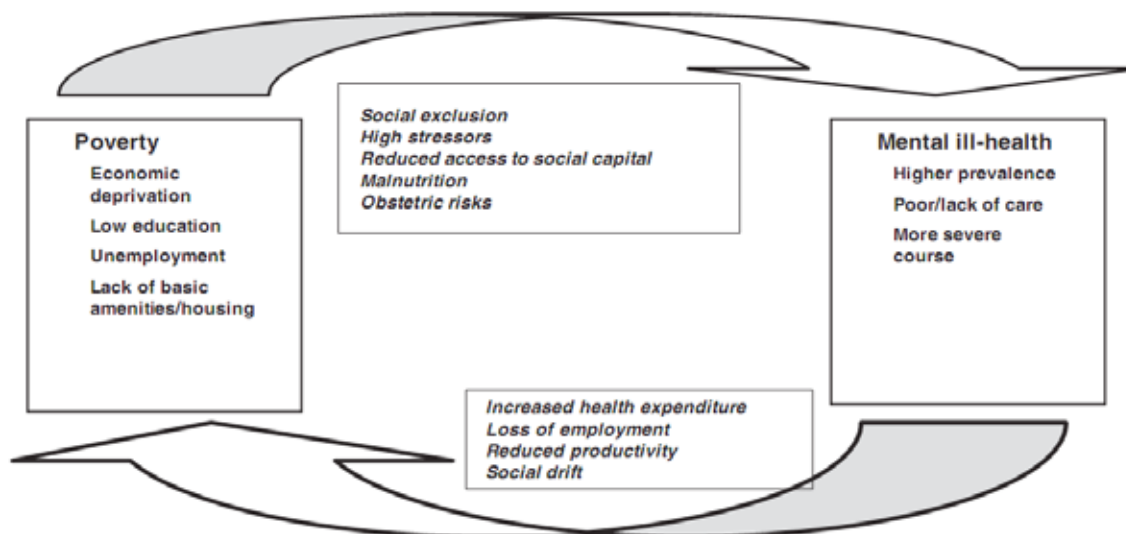 Social exclusion
High stressors
Reduced access to social capital
Malnutrition
Obstetric risks
Poverty
Economic
deprivation
Low education
Unemployment
Lack of basic
amenities/housing
Mental ill-health
Higher prevalence
Poor/lack of care
More severe
course
Increased health expenditure
Loss of employment
Reduced productivity
Social drift